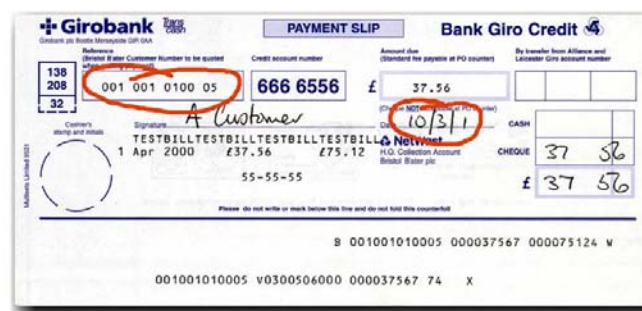 Girobank Trans cash PAYMENT SLIP Bank Giro Credit
Girobank plc Bootle Merseyside GIR 0AA
Reference
(Bristol Water Customer Number to be quoted
Credit account number
Amount due
(Standard fee payable at PO counter)
By transfer from Alliance and
Leicester Giro account number
138
208
32
001 001 0100 05
666 6556
£ 37.56
Cashier's
stamp and initials
Signature A Customer
Date 10/3/1
CASH
TESTBILLTESTBILLTESTBILLTESTBILL
1 Apr 2000 £37.56 £75.12
55-55-55
NatWest
H.O. Collection Account
Bristol Water plc
CHEQUE 37 56
£ 37 56
Please do not write or mark below this line and do not fold this counterfoil
B 001001010005 000037567 000075124 W
001001010005 V0300506000 000037567 74 X